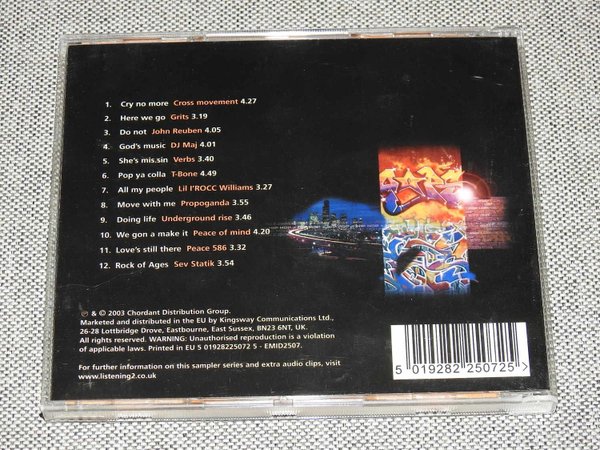 1. Cry no more Cross movement 4.27
2. Here we go Grits 3.19
3. Do not John Reuben 4.05
4. God's music DJ Maj 4.01
5. She's mis.sin Verbs 3.40
6. Pop ya colla T-Bone 4.49
7. All my people Lil I'ROCC Williams 3.27
8. Move with me Propoganda 3.55
9. Doing life Underground rise 3.46
10. We gon a make it Peace of mind 4.20
11. Love's still there Peace 586 3.32
12. Rock of Ages Sev Statik 3.54
℗ & © 2003 Chordant Distribution Group.
Marketed and distributed in the EU by Kingsway Communications Ltd.,
26-28 Lottbridge Drove, Eastbourne, East Sussex, BN23 6NT, UK.
All rights reserved. WARNING: Unauthorised reproduction is a violation
of applicable laws. Printed in EU 5 01928225072 5 - EMID2507.
For further information on this sampler series and extra audio clips, visit
www.listening2.co.uk
5 019282 250725 >